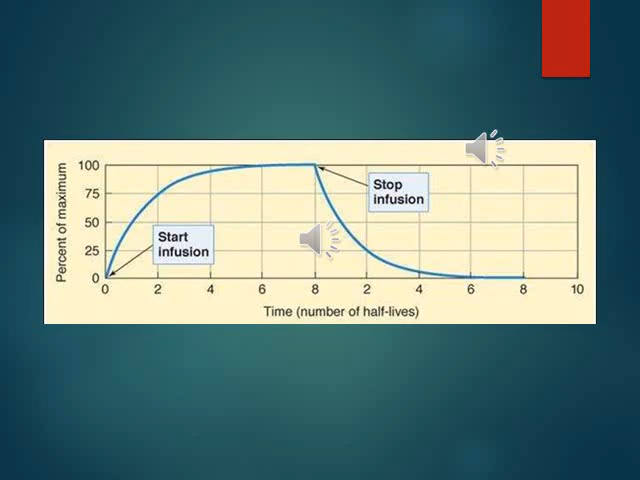 Percent of maximum
100
75
50
25
0
Start
infusion
Stop
infusion
0 2 4 6 8 2 4 6 8 10
Time (number of half-lives)